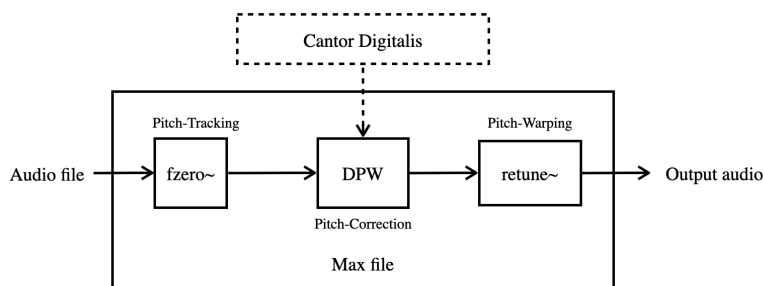 Cantor Digitalis
Pitch-Tracking
Pitch-Warping
Audio file
fzero~
DPW
retune~
Output audio
Pitch-Correction
Max file